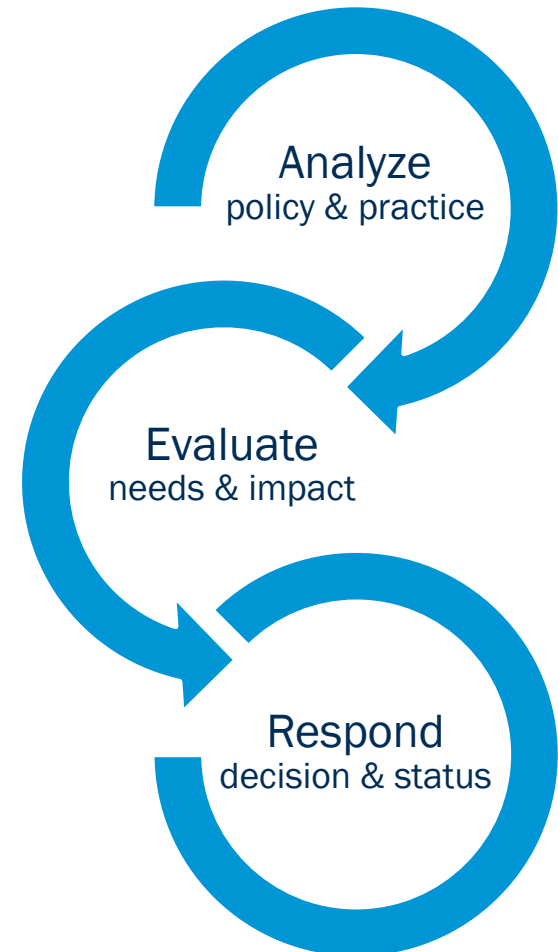 Analyze
policy & practice
Evaluate
needs & impact
Respond
decision & status